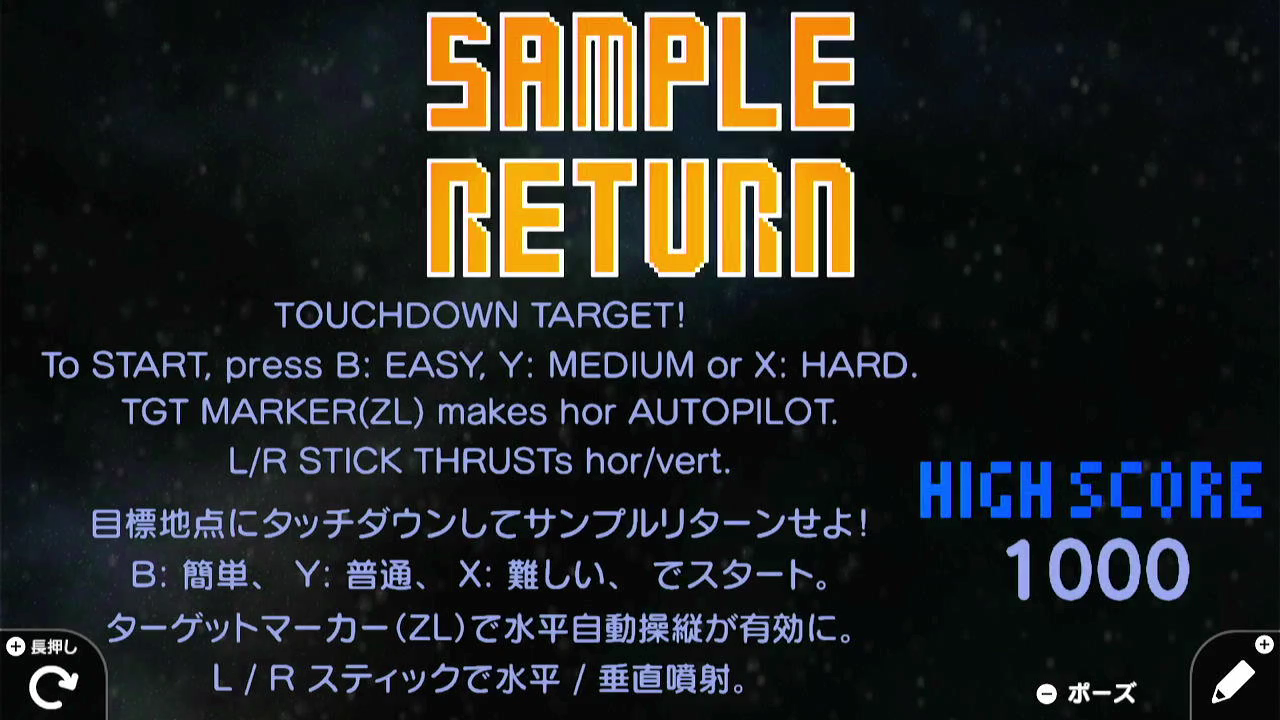 SAMPLE
RETURN
TOUCHDOWN TARGET!
To START, press B: EASY, Y: MEDIUM or X: HARD.
TGT MARKER(ZL) makes hor AUTOPILOT.
L/R STICK THRUSTs hor/vert.
HIGH SCORE
1000
目標地点にタッチダウンしてサンプルリターンせよ!
B: 簡単、 Y: 普通、 X: 難しい、 でスタート。
ターゲットマーカー(ZL)で水平自動操縦が有効に。
L / R スティックで水平 / 垂直噴射。
長押し
ポーズ